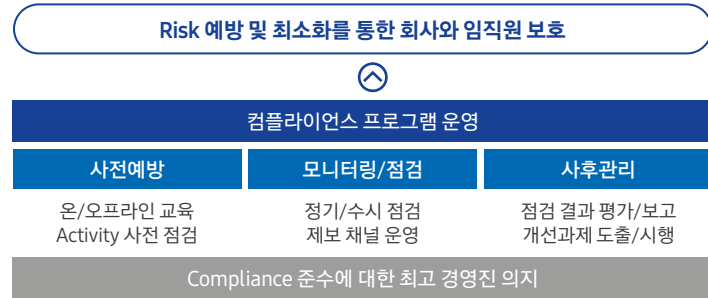 Risk 예방 및 최소화를 통한 회사와 임직원 보호
컴플라이언스 프로그램 운영
사전예방
모니터링/점검
사후관리
온/오프라인 교육
Activity 사전 점검
정기/수시 점검
제보 채널 운영
점검 결과 평가/보고
개선과제 도출/시행
Compliance 준수에 대한 최고 경영진 의지